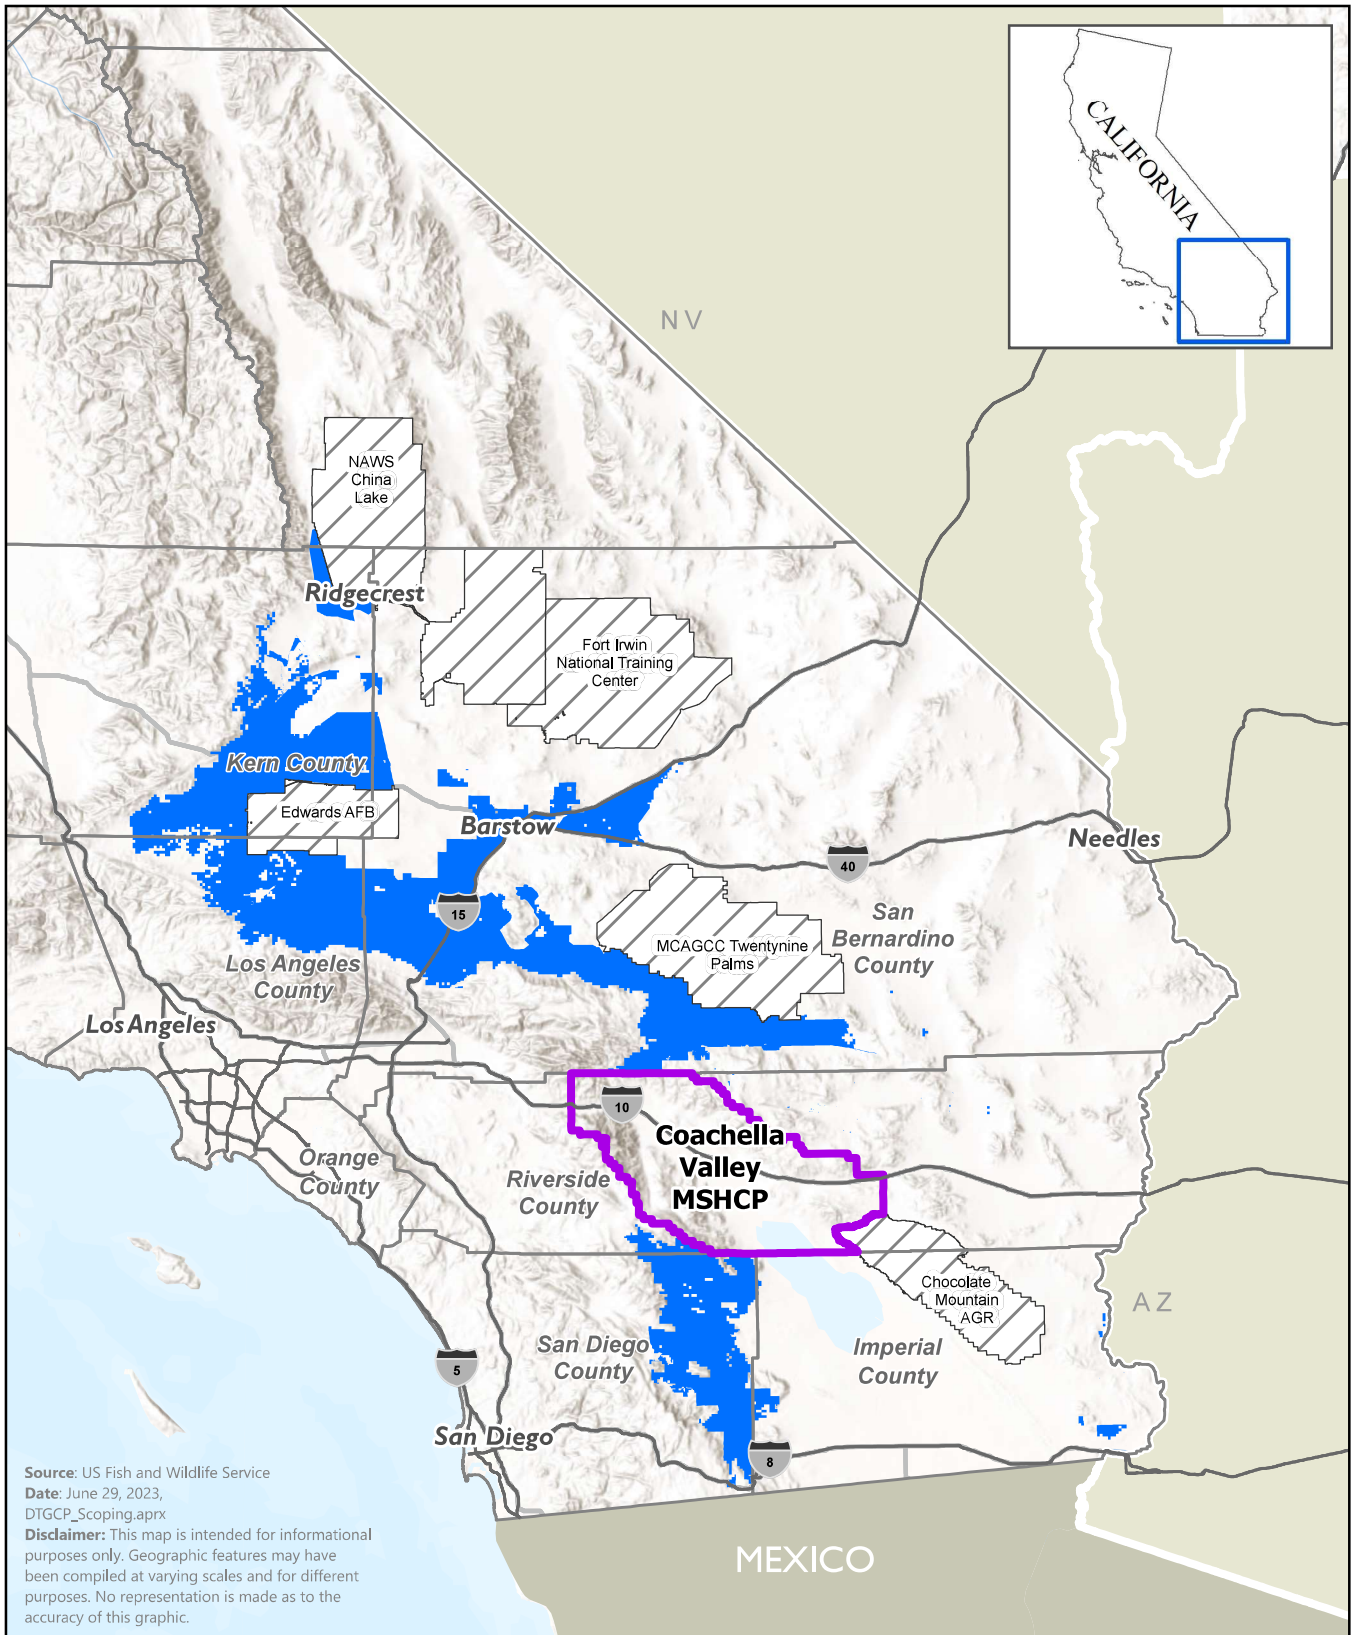 CALIFORNIA
NV
NAWS
China
Lake
Ridgecrest
Fort Irwin
National Training
Center
Kern County
Edwards AFB
Barstow
Needles
40
15
San
Bernardino
County
MCAGCC Twentynine
Palms
Los Angeles
County
Los Angeles
10
Coachella
Valley
MSHCP
Orange
County
Riverside
County
Chocolate
Mountain
AGR
AZ
San Diego
County
Imperial
County
5
San Diego
8
MEXICO
Source: US Fish and Wildlife Service
Date: June 29, 2023,
DTGCP_Scoping.aprx
Disclaimer: This map is intended for informational
purposes only. Geographic features may have
been compiled at varying scales and for different
purposes. No representation is made as to the
accuracy of this graphic.